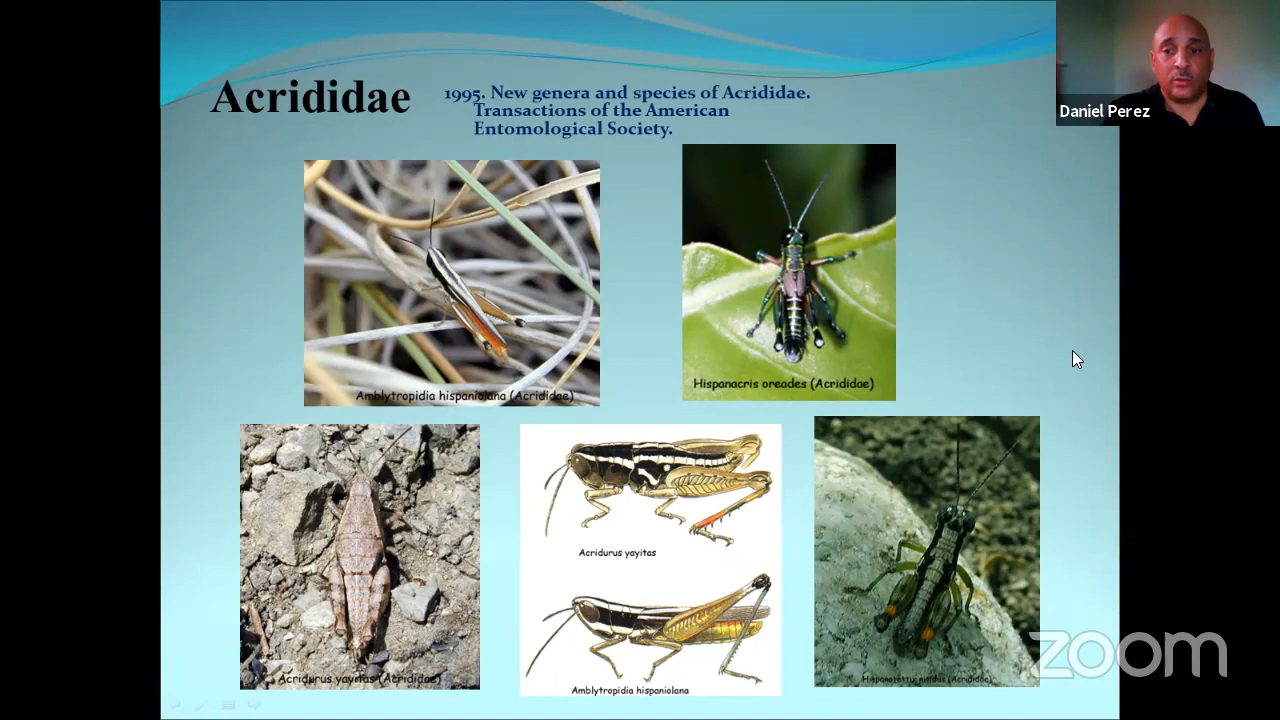 Acrididae
1995. New genera and species of Acrididae.
Transactions of the American
Entomological Society.
Daniel Perez
Amblytropidia hispaniolana (Acrididae)
Hispanacris oreades (Acrididae)
Acridurus yayitas (Acrididae)
Acridurus yayitas
Amblytropidia hispaniolana
(Acrididae)
zoom